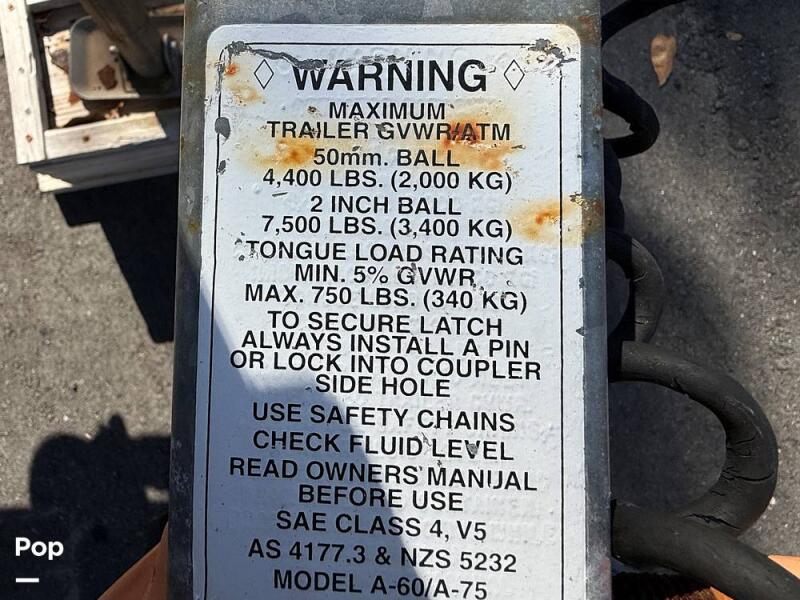 WARNING
MAXIMUM
TRAILER GVWR/ATM
50mm. BALL
4,400 LBS. (2,000 KG)
2 INCH BALL
7,500 LBS. (3,400 KG)
TONGUE LOAD RATING
MIN. 5% GVWR
MAX. 750 LBS. (340 KG)
TO SECURE LATCH
ALWAYS INSTALL A PIN
OR LOCK INTO COUPLER
SIDE HOLE
USE SAFETY CHAINS
CHECK FLUID LEVEL
READ OWNERS' MANUAL
BEFORE USE
SAE CLASS 4, V5
AS 4177.3 & NZS 5232
MODEL A-60/A-75
Pop